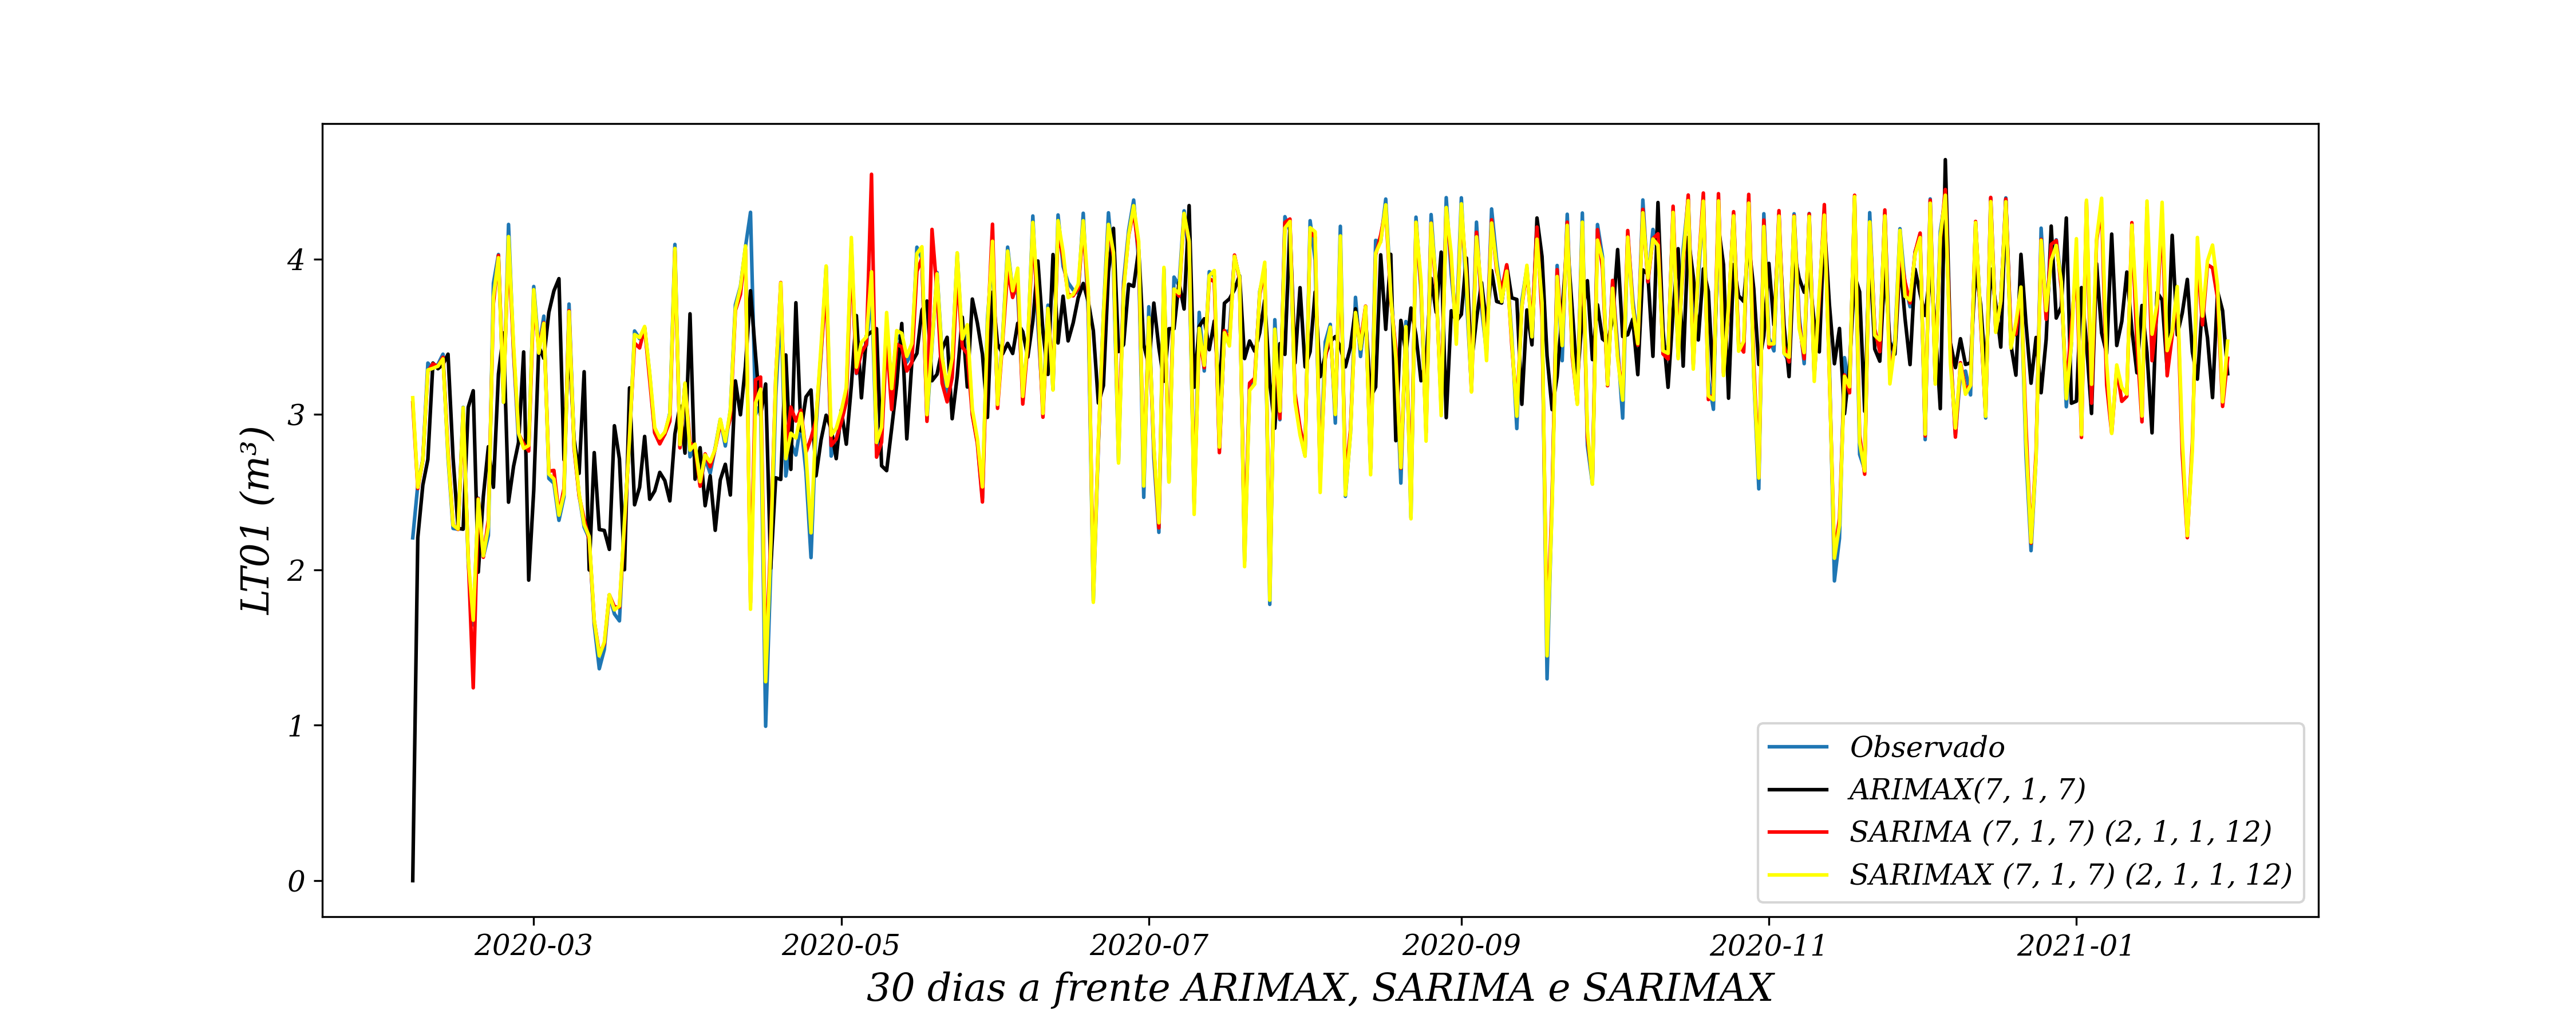 LT01 (m³)
4
3
2
1
0
2020-03 2020-05 2020-07 2020-09 2020-11 2021-01
30 dias a frente ARIMAX, SARIMA e SARIMAX
Observado
ARIMAX(7, 1, 7)
SARIMA (7, 1, 7) (2, 1, 1, 12)
SARIMAX (7, 1, 7) (2, 1, 1, 12)